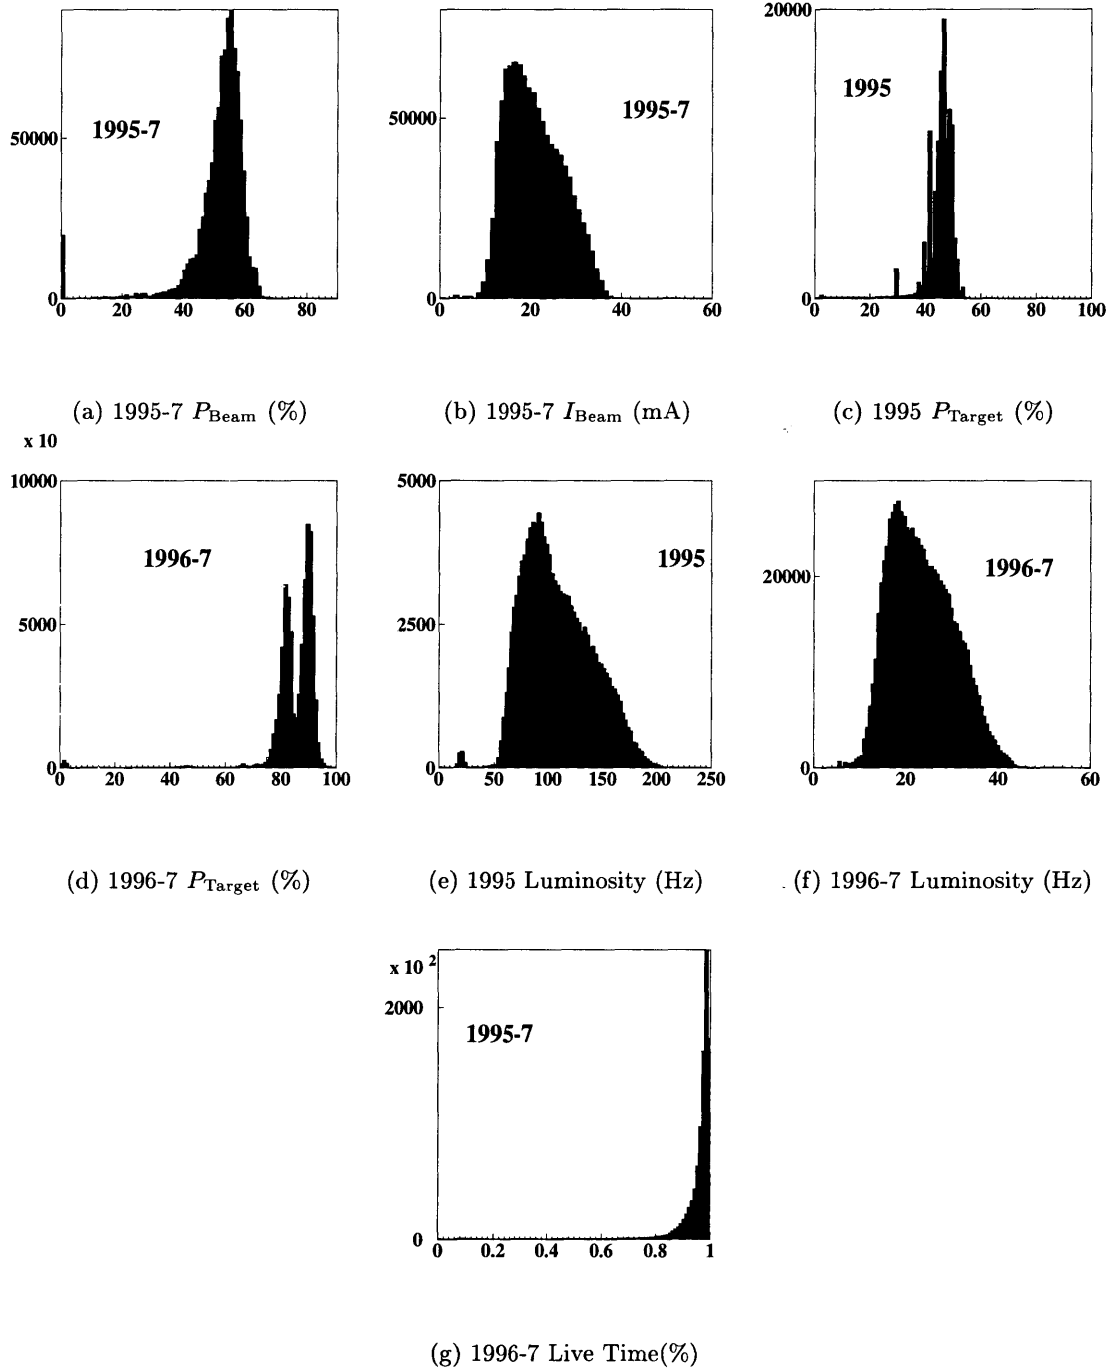 20000
1995-7
1995-7
1995
50000
50000
0
0 20 40 60 80
0
0 20 40 60
0
0 20 40 60 80 100
(a) 1995-7 P_Beam (%)
(b) 1995-7 I_Beam (mA)
(c) 1995 P_Target (%)
x 10
10000
5000
1996-7
1995
1996-7
5000
2500
20000
0
0 20 40 60 80 100
0
0 50 100 150 200 250
0
0 20 40 60
(d) 1996-7 P_Target (%)
(e) 1995 Luminosity (Hz)
(f) 1996-7 Luminosity (Hz)
x 10 2
2000
1995-7
0
0 0.2 0.4 0.6 0.8 1
(g) 1996-7 Live Time(%)